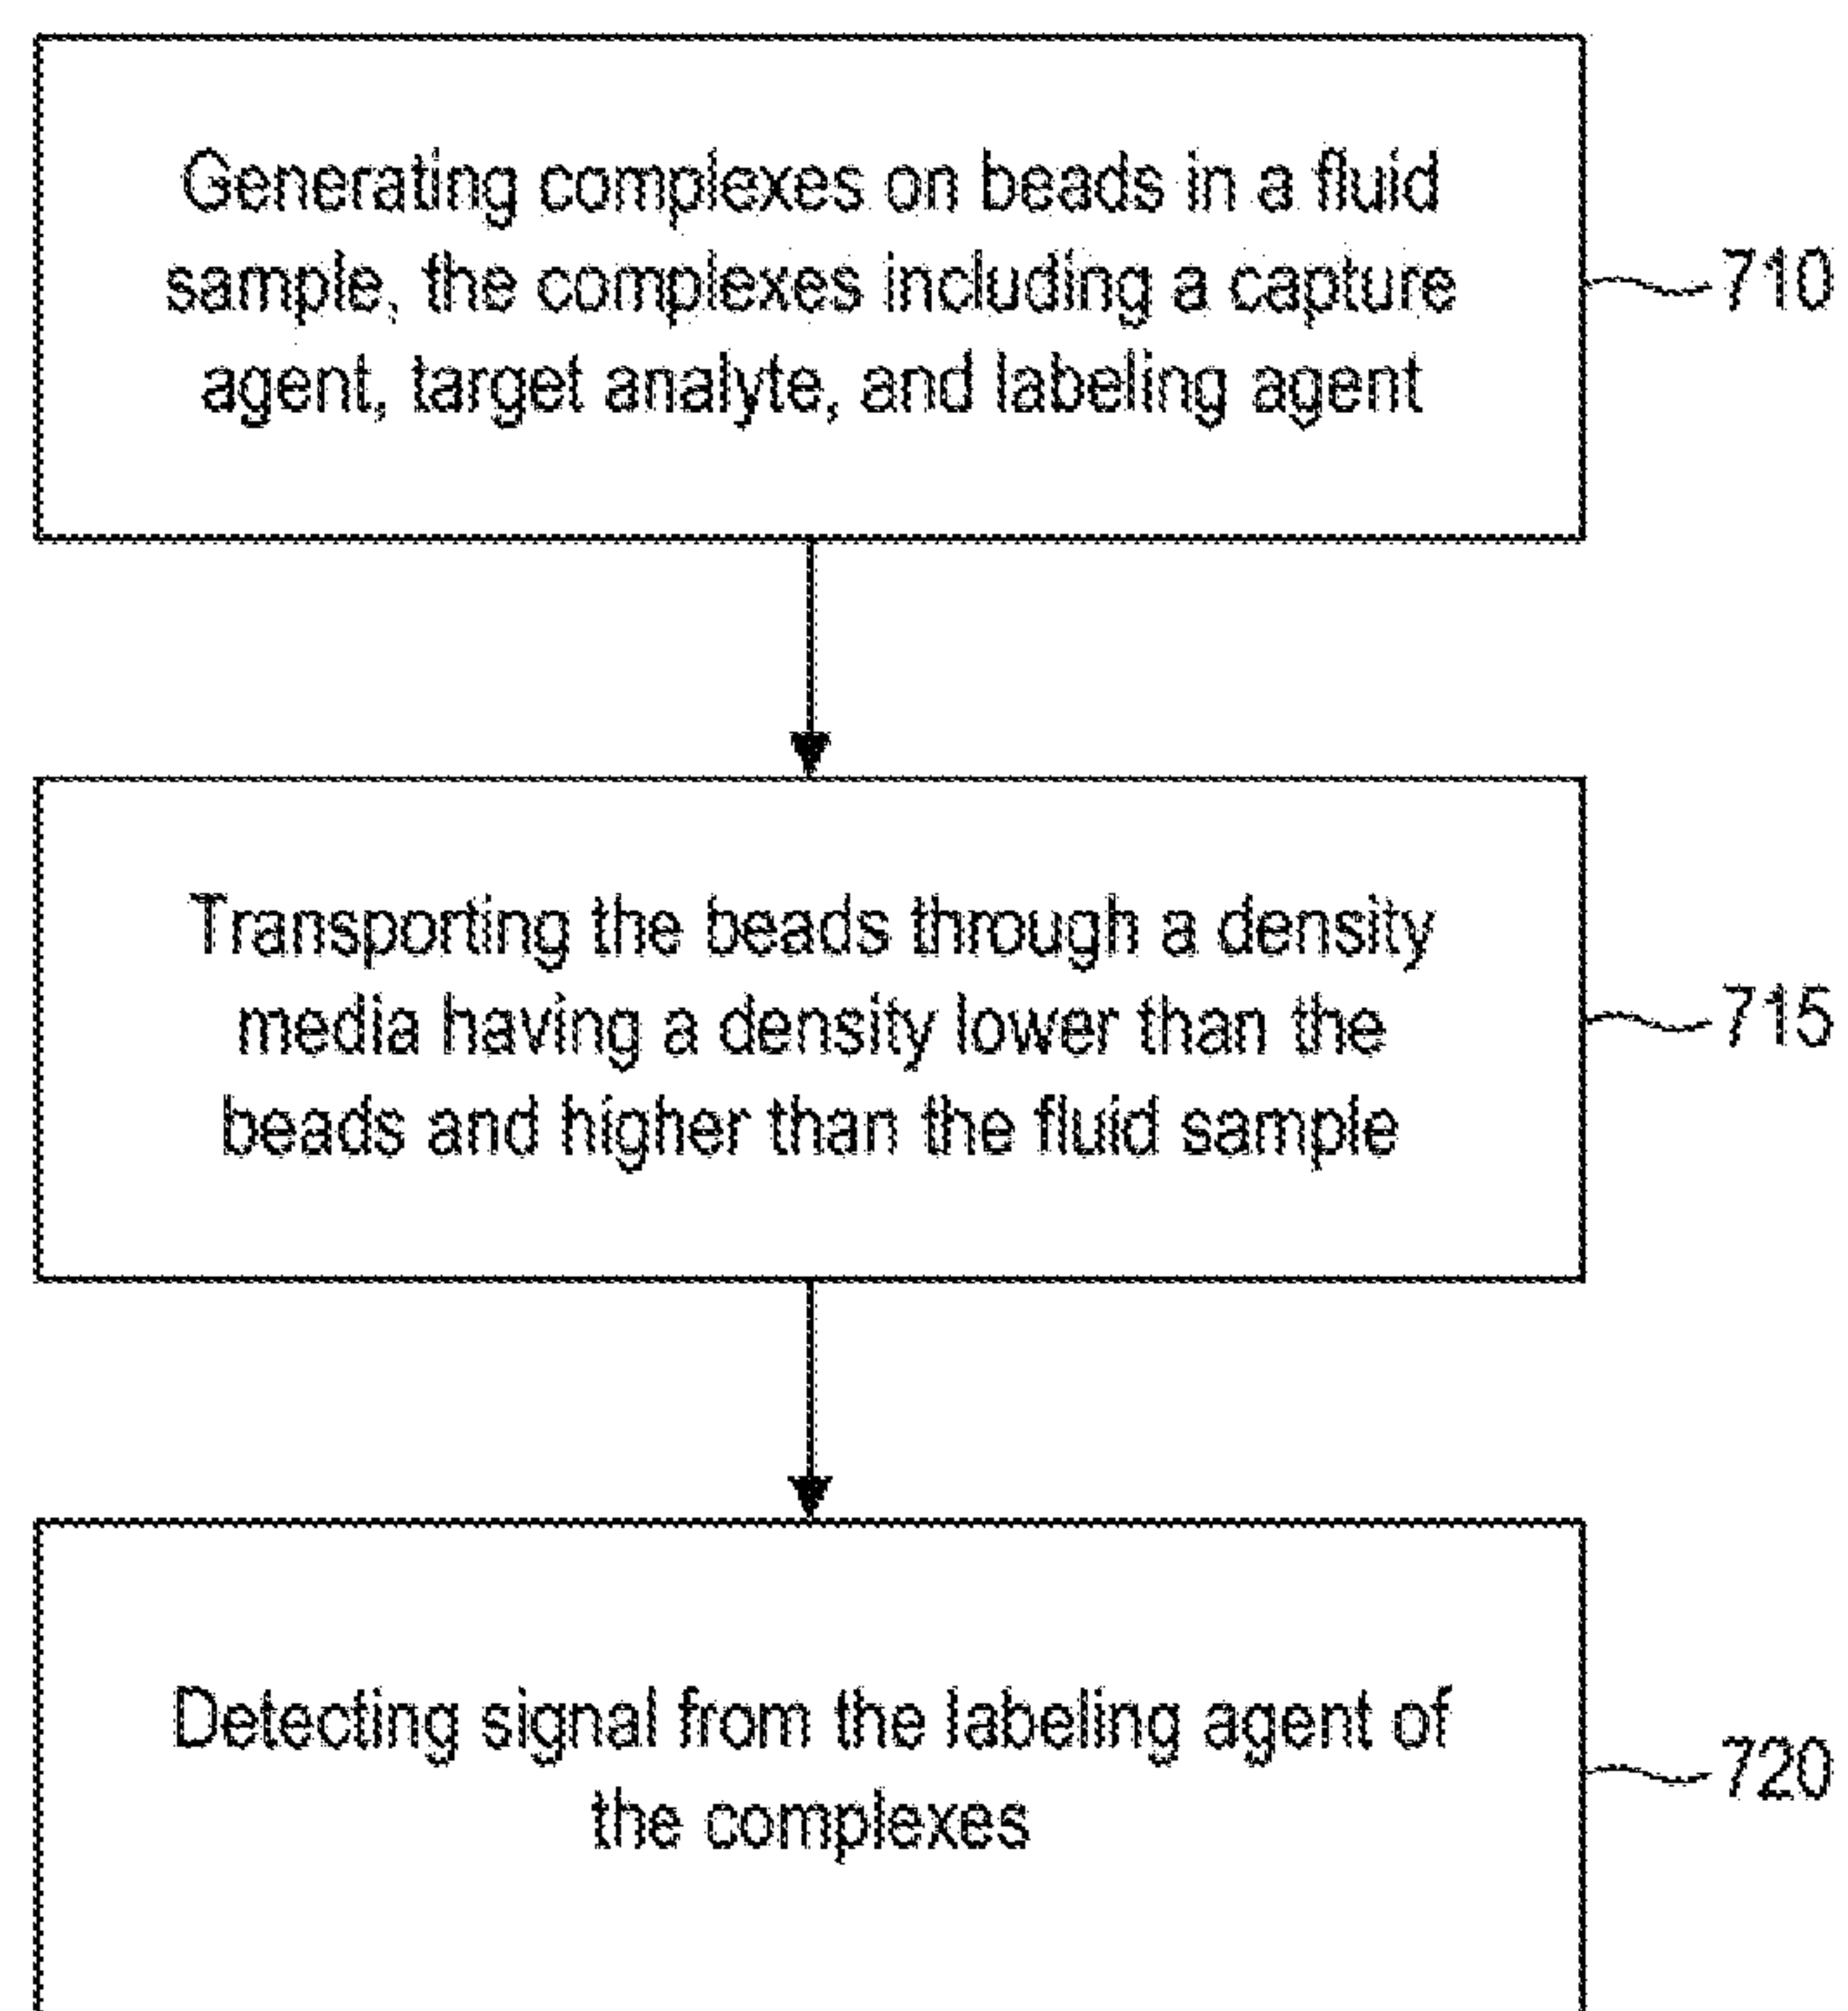 Generating complexes on beads in a fluid
sample, the complexes including a capture
agent, target analyte, and labeling agent
710
Transporting the beads through a density
media having a density lower than the
beads and higher than the fluid sample
715
Detecting signal from the labeling agent of
the complexes
720